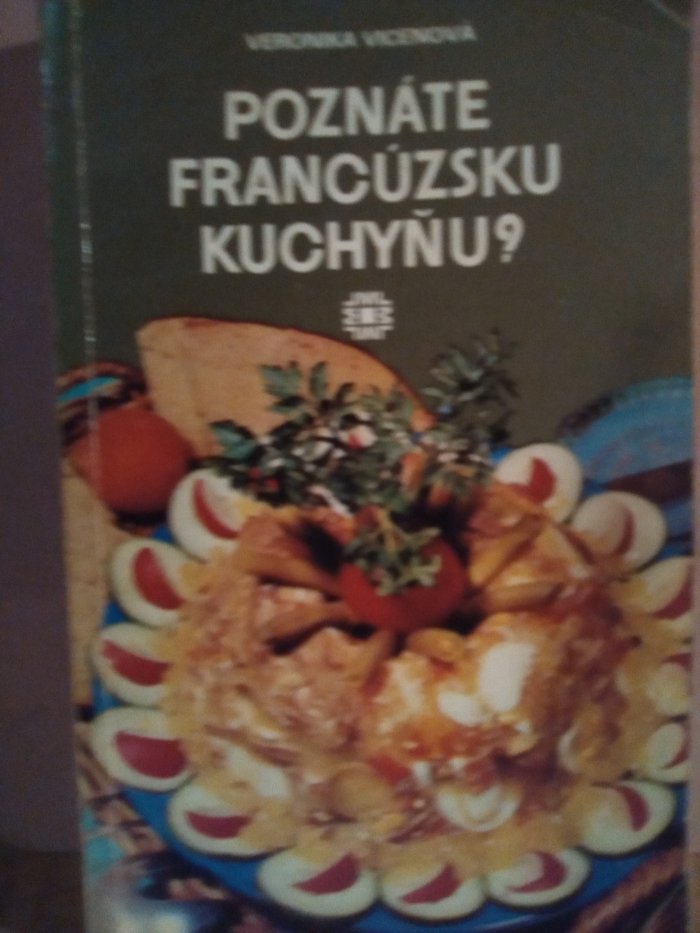 VERONIKA VICENOVÁ
POZNÁTE
FRANCÚZSKU
KUCHYŇU?